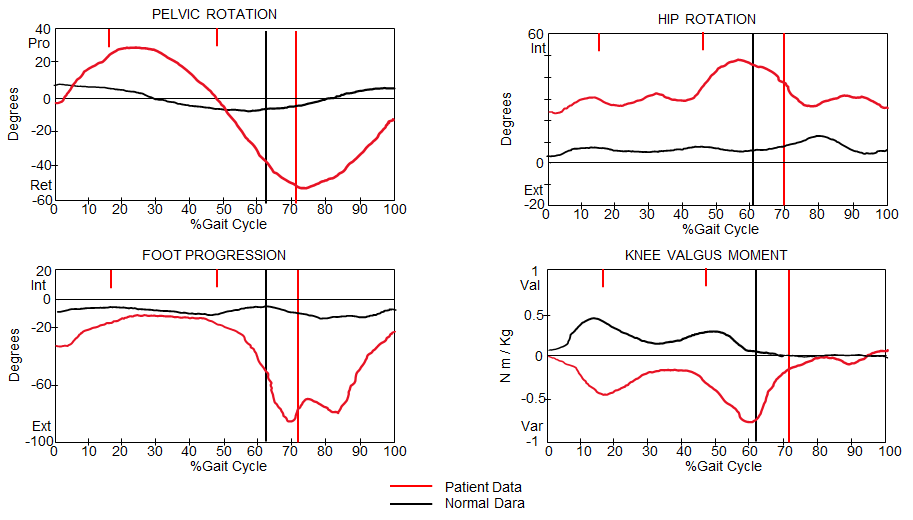 PELVIC ROTATION
40
Pro
20
0
-20
-40
Ret
-60
Degrees
0 10 20 30 40 50 60 70 80 90 100
%Gait Cycle
HIP ROTATION
60
Int
0
Ext
-20
Degrees
0 10 20 30 40 50 60 70 80 90 100
%Gait Cycle
FOOT PROGRESSION
20
Int
0
-20
-60
Ext
-100
Degrees
0 10 20 30 40 50 60 70 80 90 100
%Gait Cycle
KNEE VALGUS MOMENT
1
Val
0.5
0
-0.5
Var
-1
N m / Kg
0 10 20 30 40 50 60 70 80 90 100
%Gait Cycle
Patient Data
Normal Dara